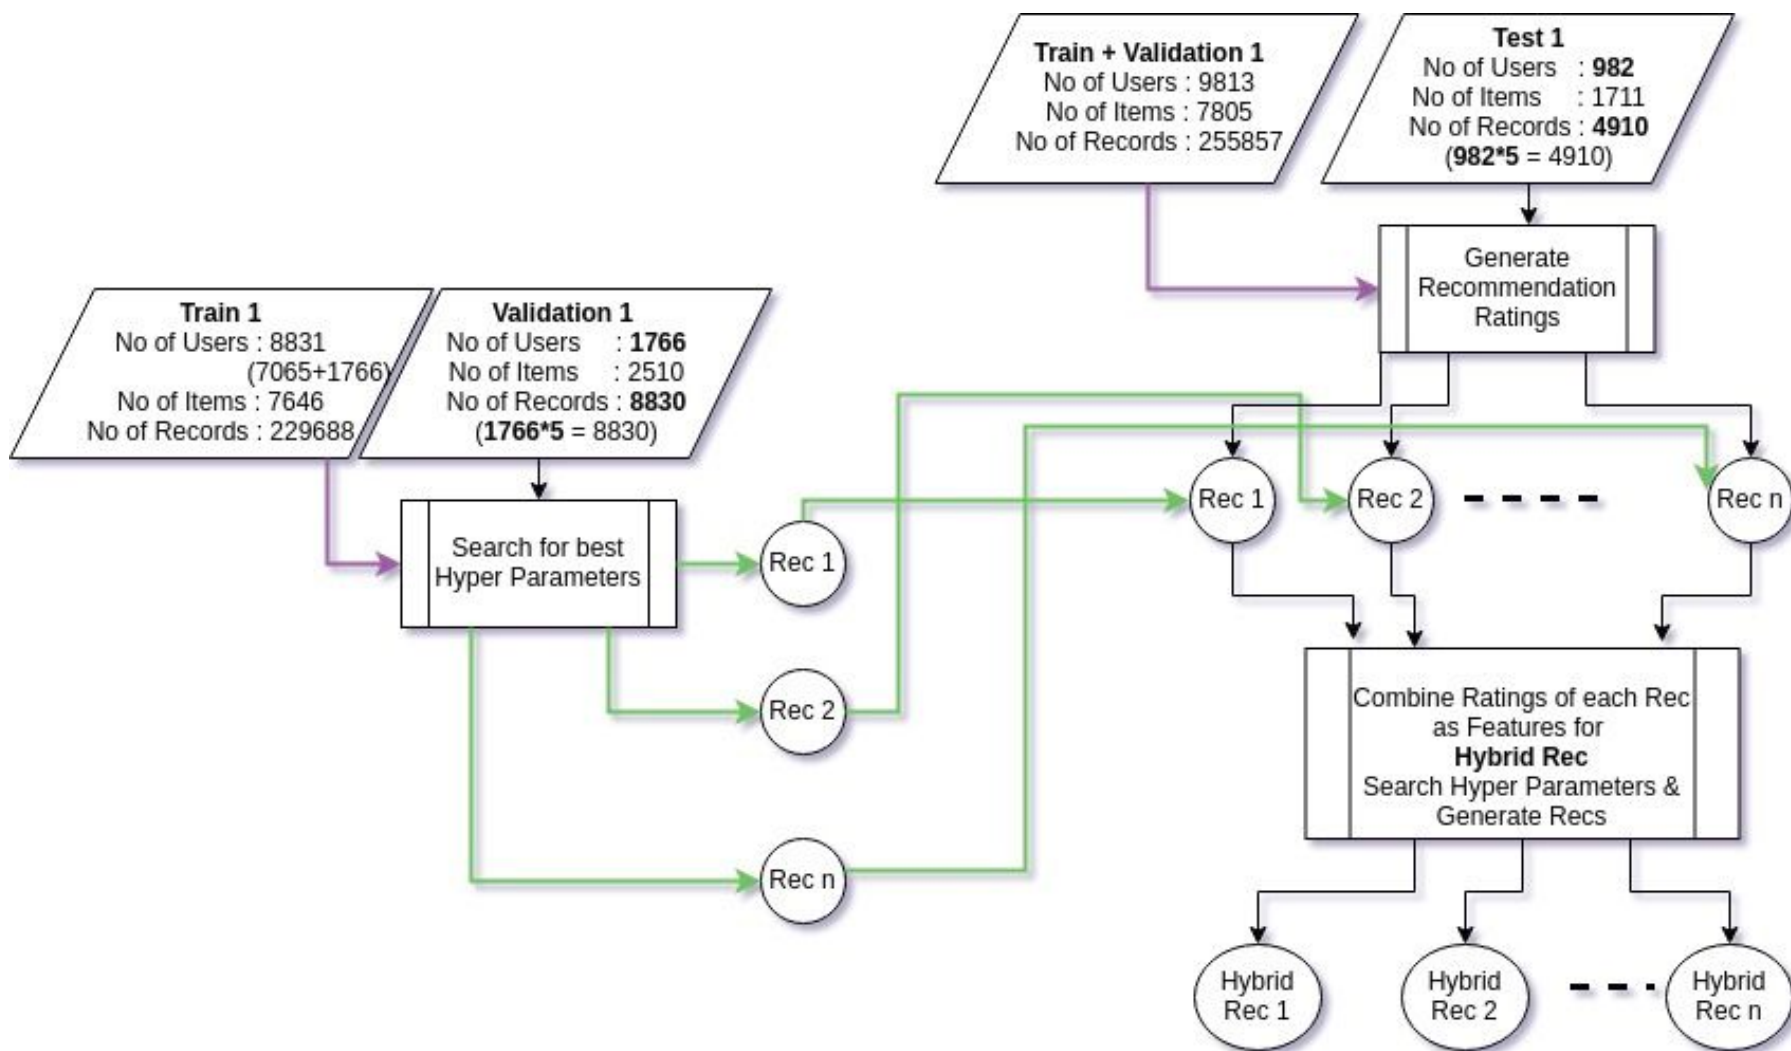 Train + Validation 1
No of Users : 9813
No of Items : 7805
No of Records : 255857
Test 1
No of Users : 982
No of Items : 1711
No of Records : 4910
(982*5 = 4910)
Generate
Recommendation
Ratings
Train 1
No of Users : 8831
(7065+1766)
No of Items : 7646
No of Records : 229688
Validation 1
No of Users : 1766
No of Items : 2510
No of Records : 8830
(1766*5 = 8830)
Search for best
Hyper Parameters
Rec 1
Rec 2
Rec n
Rec 1
Rec 2
Rec n
Combine Ratings of each Rec
as Features for
Hybrid Rec
Search Hyper Parameters &
Generate Recs
Hybrid
Rec 1
Hybrid
Rec 2
Hybrid
Rec n